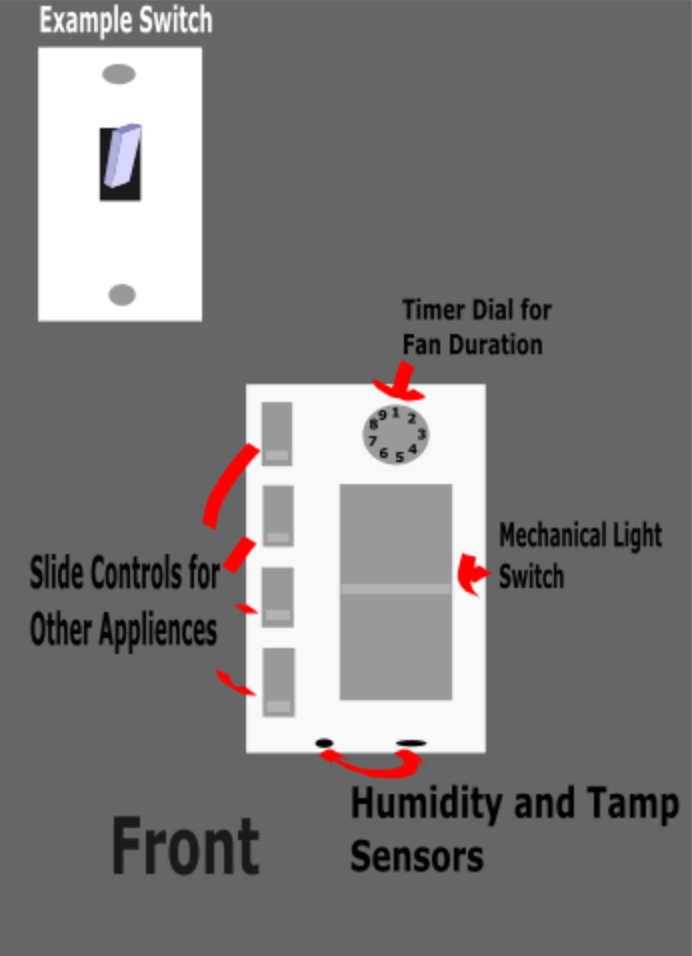 Example Switch
Timer Dial for
Fan Duration
1
2
3
4
5
6
7
8
9
Mechanical Light
Switch
Slide Controls for
Other Appliences
Humidity and Tamp
Sensors
Front